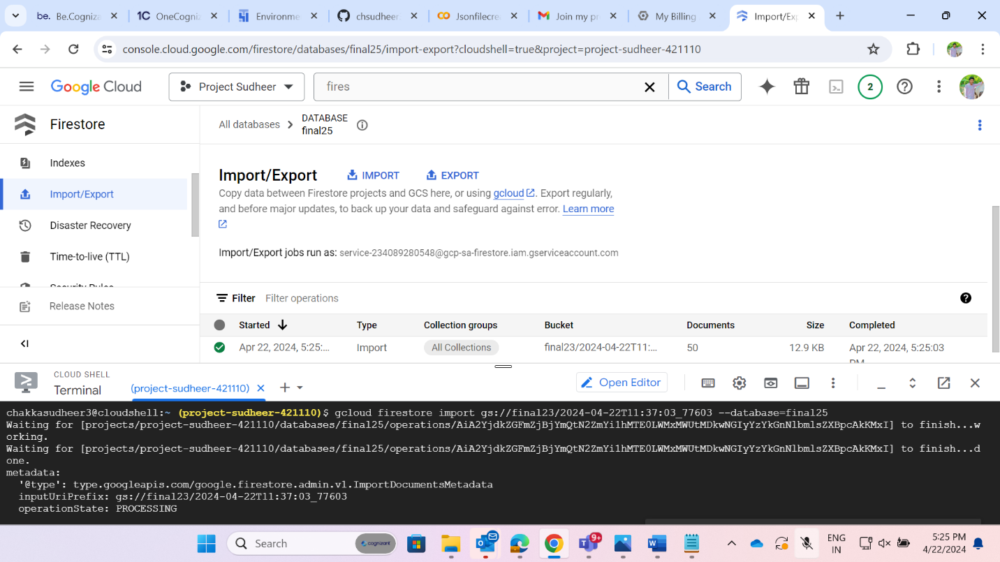 be. Be.Cogniza
1C OneCogniz
Environme
chsudheer
Jsonfilecre
Join my pr
My Billing
Import/Exp
console.cloud.google.com/firestore/databases/final25/import-export?cloudshell=true&project=project-sudheer-421110
Google Cloud
Project Sudheer
fires
Search
2
Firestore
All databases
DATABASE
final25
Indexes
Import/Export
Disaster Recovery
Time-to-live (TTL)
Security Rules
Release Notes
Import/Export
IMPORT
EXPORT
Copy data between Firestore projects and GCS here, or using gcloud. Export regularly,
and before major updates, to back up your data and safeguard against error. Learn more
Import/Export jobs run as: service-234089280548@gcp-sa-firestore.iam.gserviceaccount.com
Filter Filter operations
Started Type Collection groups Bucket Documents Size Completed
Apr 22, 2024, 5:25:... Import All Collections final23/2024-04-22T11:... 50 12.9 KB Apr 22, 2024, 5:25:03
PM
CLOUD SHELL
Terminal
(project-sudheer-421110)
Open Editor
chakkasudheer3@cloudshell:~ (project-sudheer-421110)$ gcloud firestore import gs://final23/2024-04-22T11:37:03_77603 --database=final25
Waiting for [projects/project-sudheer-421110/databases/final25/operations/AiA2YjdkZGFmZjBjYmQtN2ZmYi1hMTE0LWMxMWUtMDkwNGIyYzYkGnNlbmlsZXBpcAkKMxI] to finish...w
orking.
Waiting for [projects/project-sudheer-421110/databases/final25/operations/AiA2YjdkZGFmZjBjYmQtN2ZmYi1hMTE0LWMxMWUtMDkwNGIyYzYkGnNlbmlsZXBpcAkKMxI] to finish...d
one.
metadata:
'@type': type.googleapis.com/google.firestore.admin.v1.ImportDocumentsMetadata
inputUriPrefix: gs://final23/2024-04-22T11:37:03_77603
operationState: PROCESSING
Search
cognizant
9+
ENG
IN
5:25 PM
4/22/2024